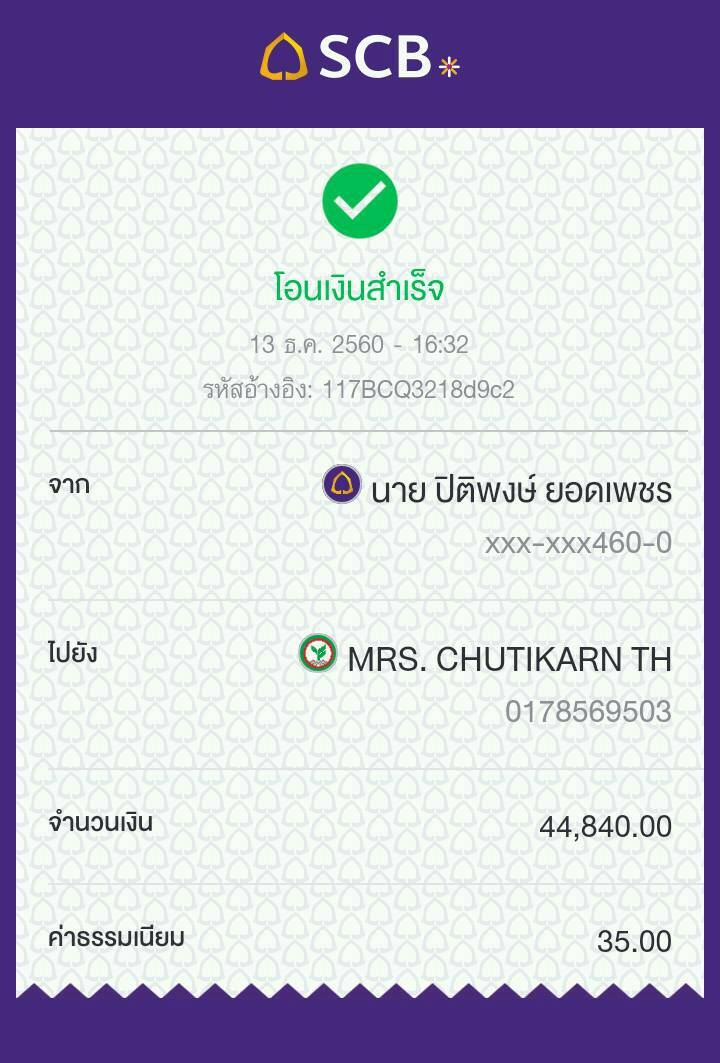 SCB
โอนเงินสำเร็จ
13 ธ.ค. 2560 - 16:32
รหัสอ้างอิง: 117BCQ3218d9c2
จาก
นาย ปิติพงษ์ ยอดเพชร
xxx-xxx460-0
ไปยัง
MRS. CHUTIKARN TH
0178569503
จำนวนเงิน
44,840.00
ค่าธรรมเนียม
35.00